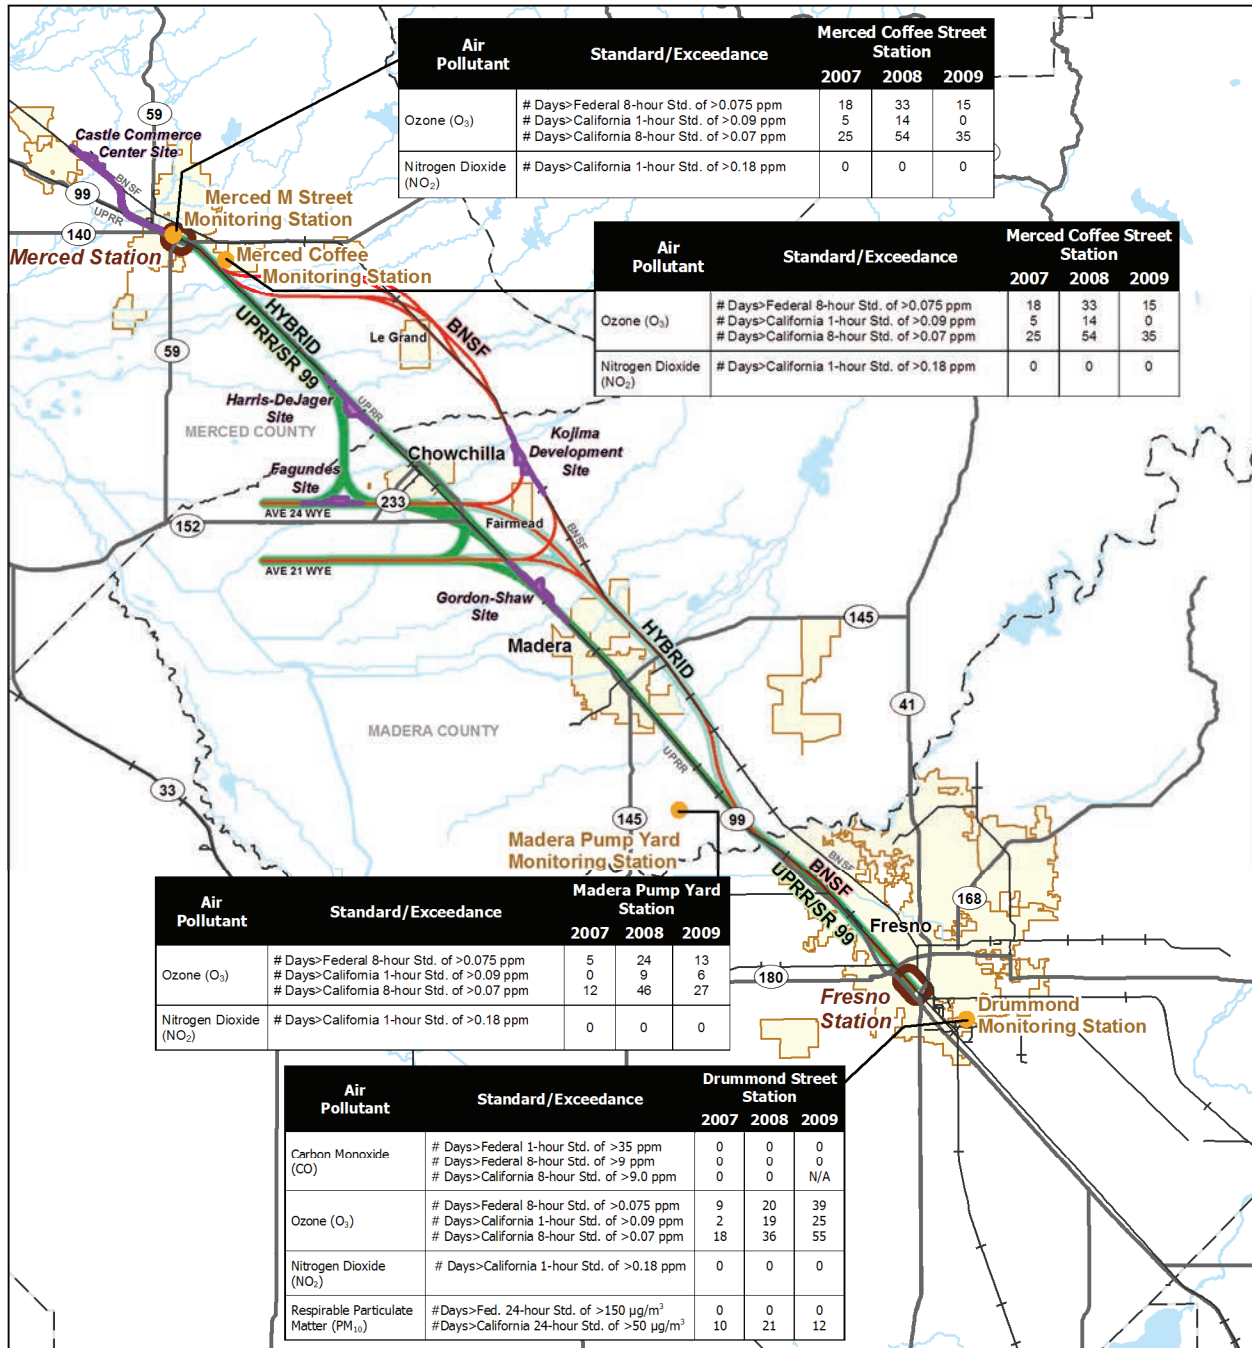 Air Pollutant
Standard/Exceedance
Merced Coffee Street Station
2007 2008 2009
Ozone (O₃)
# Days>Federal 8-hour Std. of >0.075 ppm 18 33 15
# Days>California 1-hour Std. of >0.09 ppm 5 14 0
# Days>California 8-hour Std. of >0.07 ppm 25 54 35
Nitrogen Dioxide (NO₂)
# Days>California 1-hour Std. of >0.18 ppm 0 0 0
59
Castle Commerce
Center Site
BNSF
99
UPRR
140
Merced M Street
Monitoring Station
Merced Station
Merced Coffee
Monitoring Station
Air Pollutant
Standard/Exceedance
Merced Coffee Street Station
2007 2008 2009
Ozone (O₃)
# Days>Federal 8-hour Std. of >0.075 ppm 18 33 15
# Days>California 1-hour Std. of >0.09 ppm 5 14 0
# Days>California 8-hour Std. of >0.07 ppm 25 54 35
Nitrogen Dioxide (NO₂)
# Days>California 1-hour Std. of >0.18 ppm 0 0 0
HYBRID
UPRR/SR 99
BNSF
Le Grand
59
Harris-DeJager
Site
UPRR
MERCED COUNTY
Chowchilla
Kojima
Development
Site
Fagundes
Site
233
AVE 24 WYE
152
Fairmead
BNSF
AVE 21 WYE
Gordon-Shaw
Site
Madera
HYBRID
145
41
MADERA COUNTY
UPRR
33
145
99
Madera Pump Yard
Monitoring Station
BNSF
BNSF
UPRR/SR 99
168
Fresno
180
Fresno
Station
Drummond
Monitoring Station
Air Pollutant
Standard/Exceedance
Madera Pump Yard Station
2007 2008 2009
Ozone (O₃)
# Days>Federal 8-hour Std. of >0.075 ppm 5 24 13
# Days>California 1-hour Std. of >0.09 ppm 0 9 6
# Days>California 8-hour Std. of >0.07 ppm 12 46 27
Nitrogen Dioxide (NO₂)
# Days>California 1-hour Std. of >0.18 ppm 0 0 0
Air Pollutant
Standard/Exceedance
Drummond Street Station
2007 2008 2009
Carbon Monoxide (CO)
# Days>Federal 1-hour Std. of >35 ppm 0 0 0
# Days>Federal 8-hour Std. of >9 ppm 0 0 0
# Days>California 8-hour Std. of >9.0 ppm 0 0 N/A
Ozone (O₃)
# Days>Federal 8-hour Std. of >0.075 ppm 9 20 39
# Days>California 1-hour Std. of >0.09 ppm 2 19 25
# Days>California 8-hour Std. of >0.07 ppm 18 36 55
Nitrogen Dioxide (NO₂)
# Days>California 1-hour Std. of >0.18 ppm 0 0 0
Respirable Particulate Matter (PM₁₀)
#Days>Fed. 24-hour Std. of >150 µg/m³ 0 0 0
#Days>California 24-hour Std. of >50 µg/m³ 10 21 12